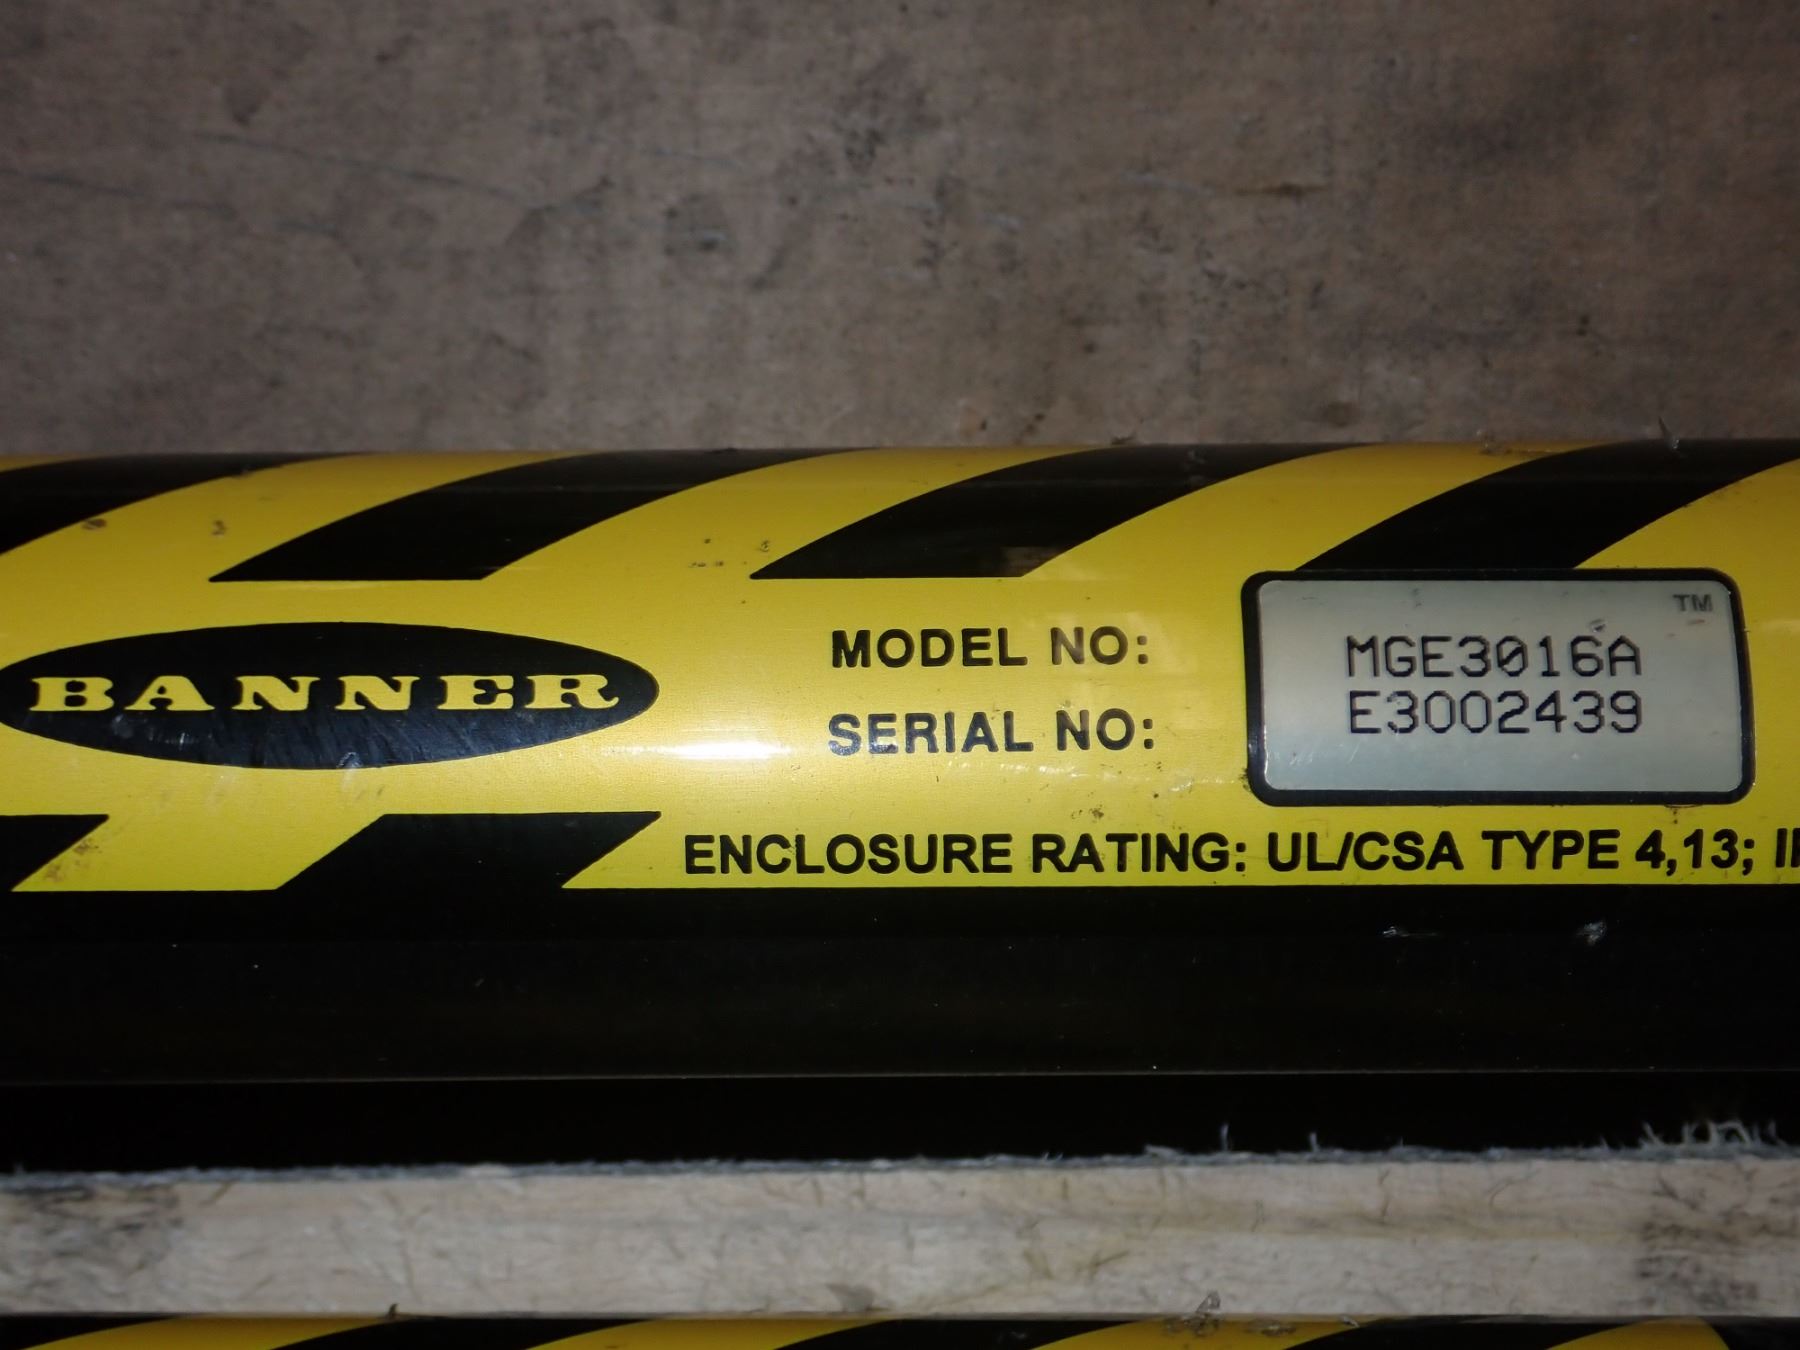 BANNER
MODEL NO: MGE3016A
SERIAL NO: E3002439
TM
ENCLOSURE RATING: UL/CSA TYPE 4,13;